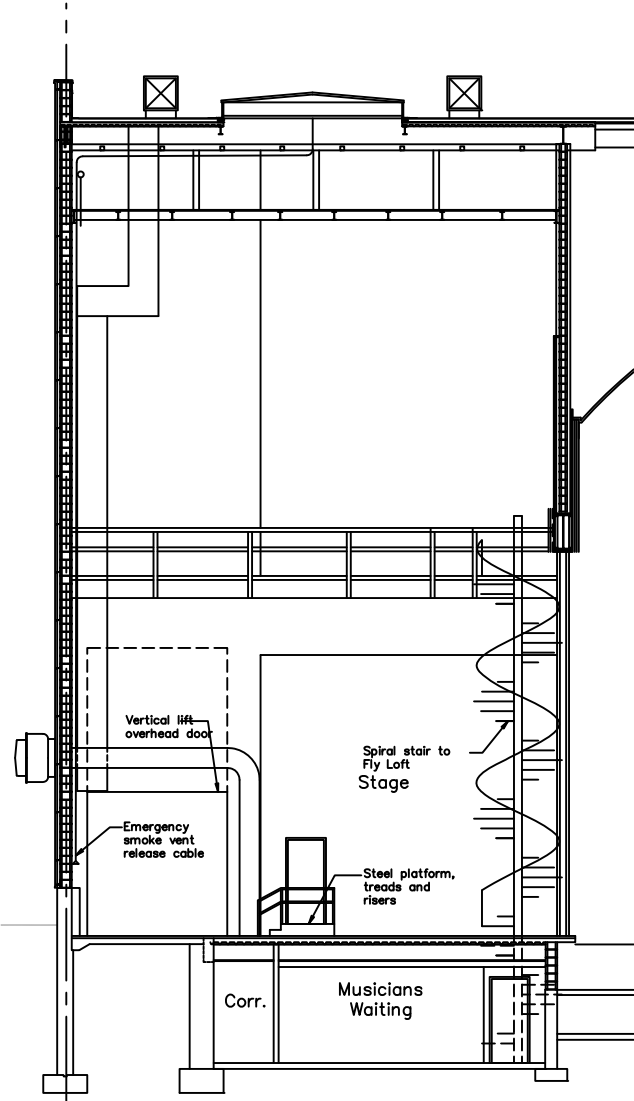 Vertical lift
overhead door
Spiral stair to
Fly Loft
Stage
Emergency
smoke vent
release cable
Steel platform,
treads and
risers
Corr.
Musicians
Waiting